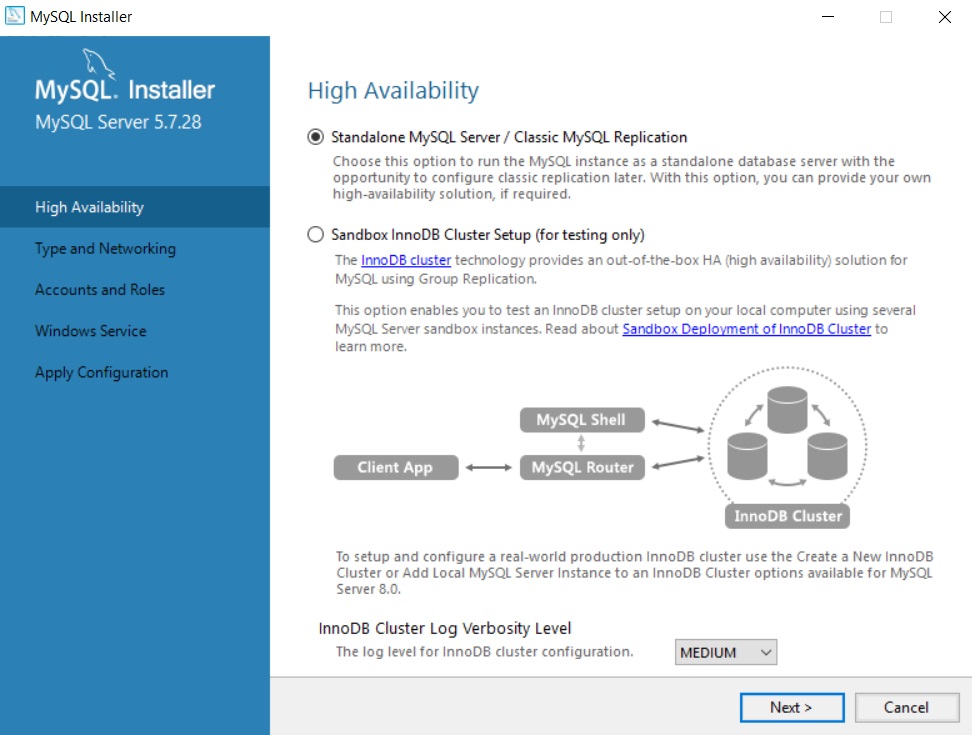 MySQL Installer
MySQL. Installer
MySQL Server 5.7.28
High Availability
Type and Networking
Accounts and Roles
Windows Service
Apply Configuration
High Availability
Standalone MySQL Server / Classic MySQL Replication
Choose this option to run the MySQL instance as a standalone database server with the
opportunity to configure classic replication later. With this option, you can provide your own
high-availability solution, if required.
Sandbox InnoDB Cluster Setup (for testing only)
The InnoDB cluster technology provides an out-of-the-box HA (high availability) solution for
MySQL using Group Replication.
This option enables you to test an InnoDB cluster setup on your local computer using several
MySQL Server sandbox instances. Read about Sandbox Deployment of InnoDB Cluster to
learn more.
MySQL Shell
Client App
MySQL Router
InnoDB Cluster
To setup and configure a real-world production InnoDB cluster use the Create a New InnoDB
Cluster or Add Local MySQL Server Instance to an InnoDB Cluster options available for MySQL
Server 8.0.
InnoDB Cluster Log Verbosity Level
The log level for InnoDB cluster configuration.
MEDIUM
Next >
Cancel